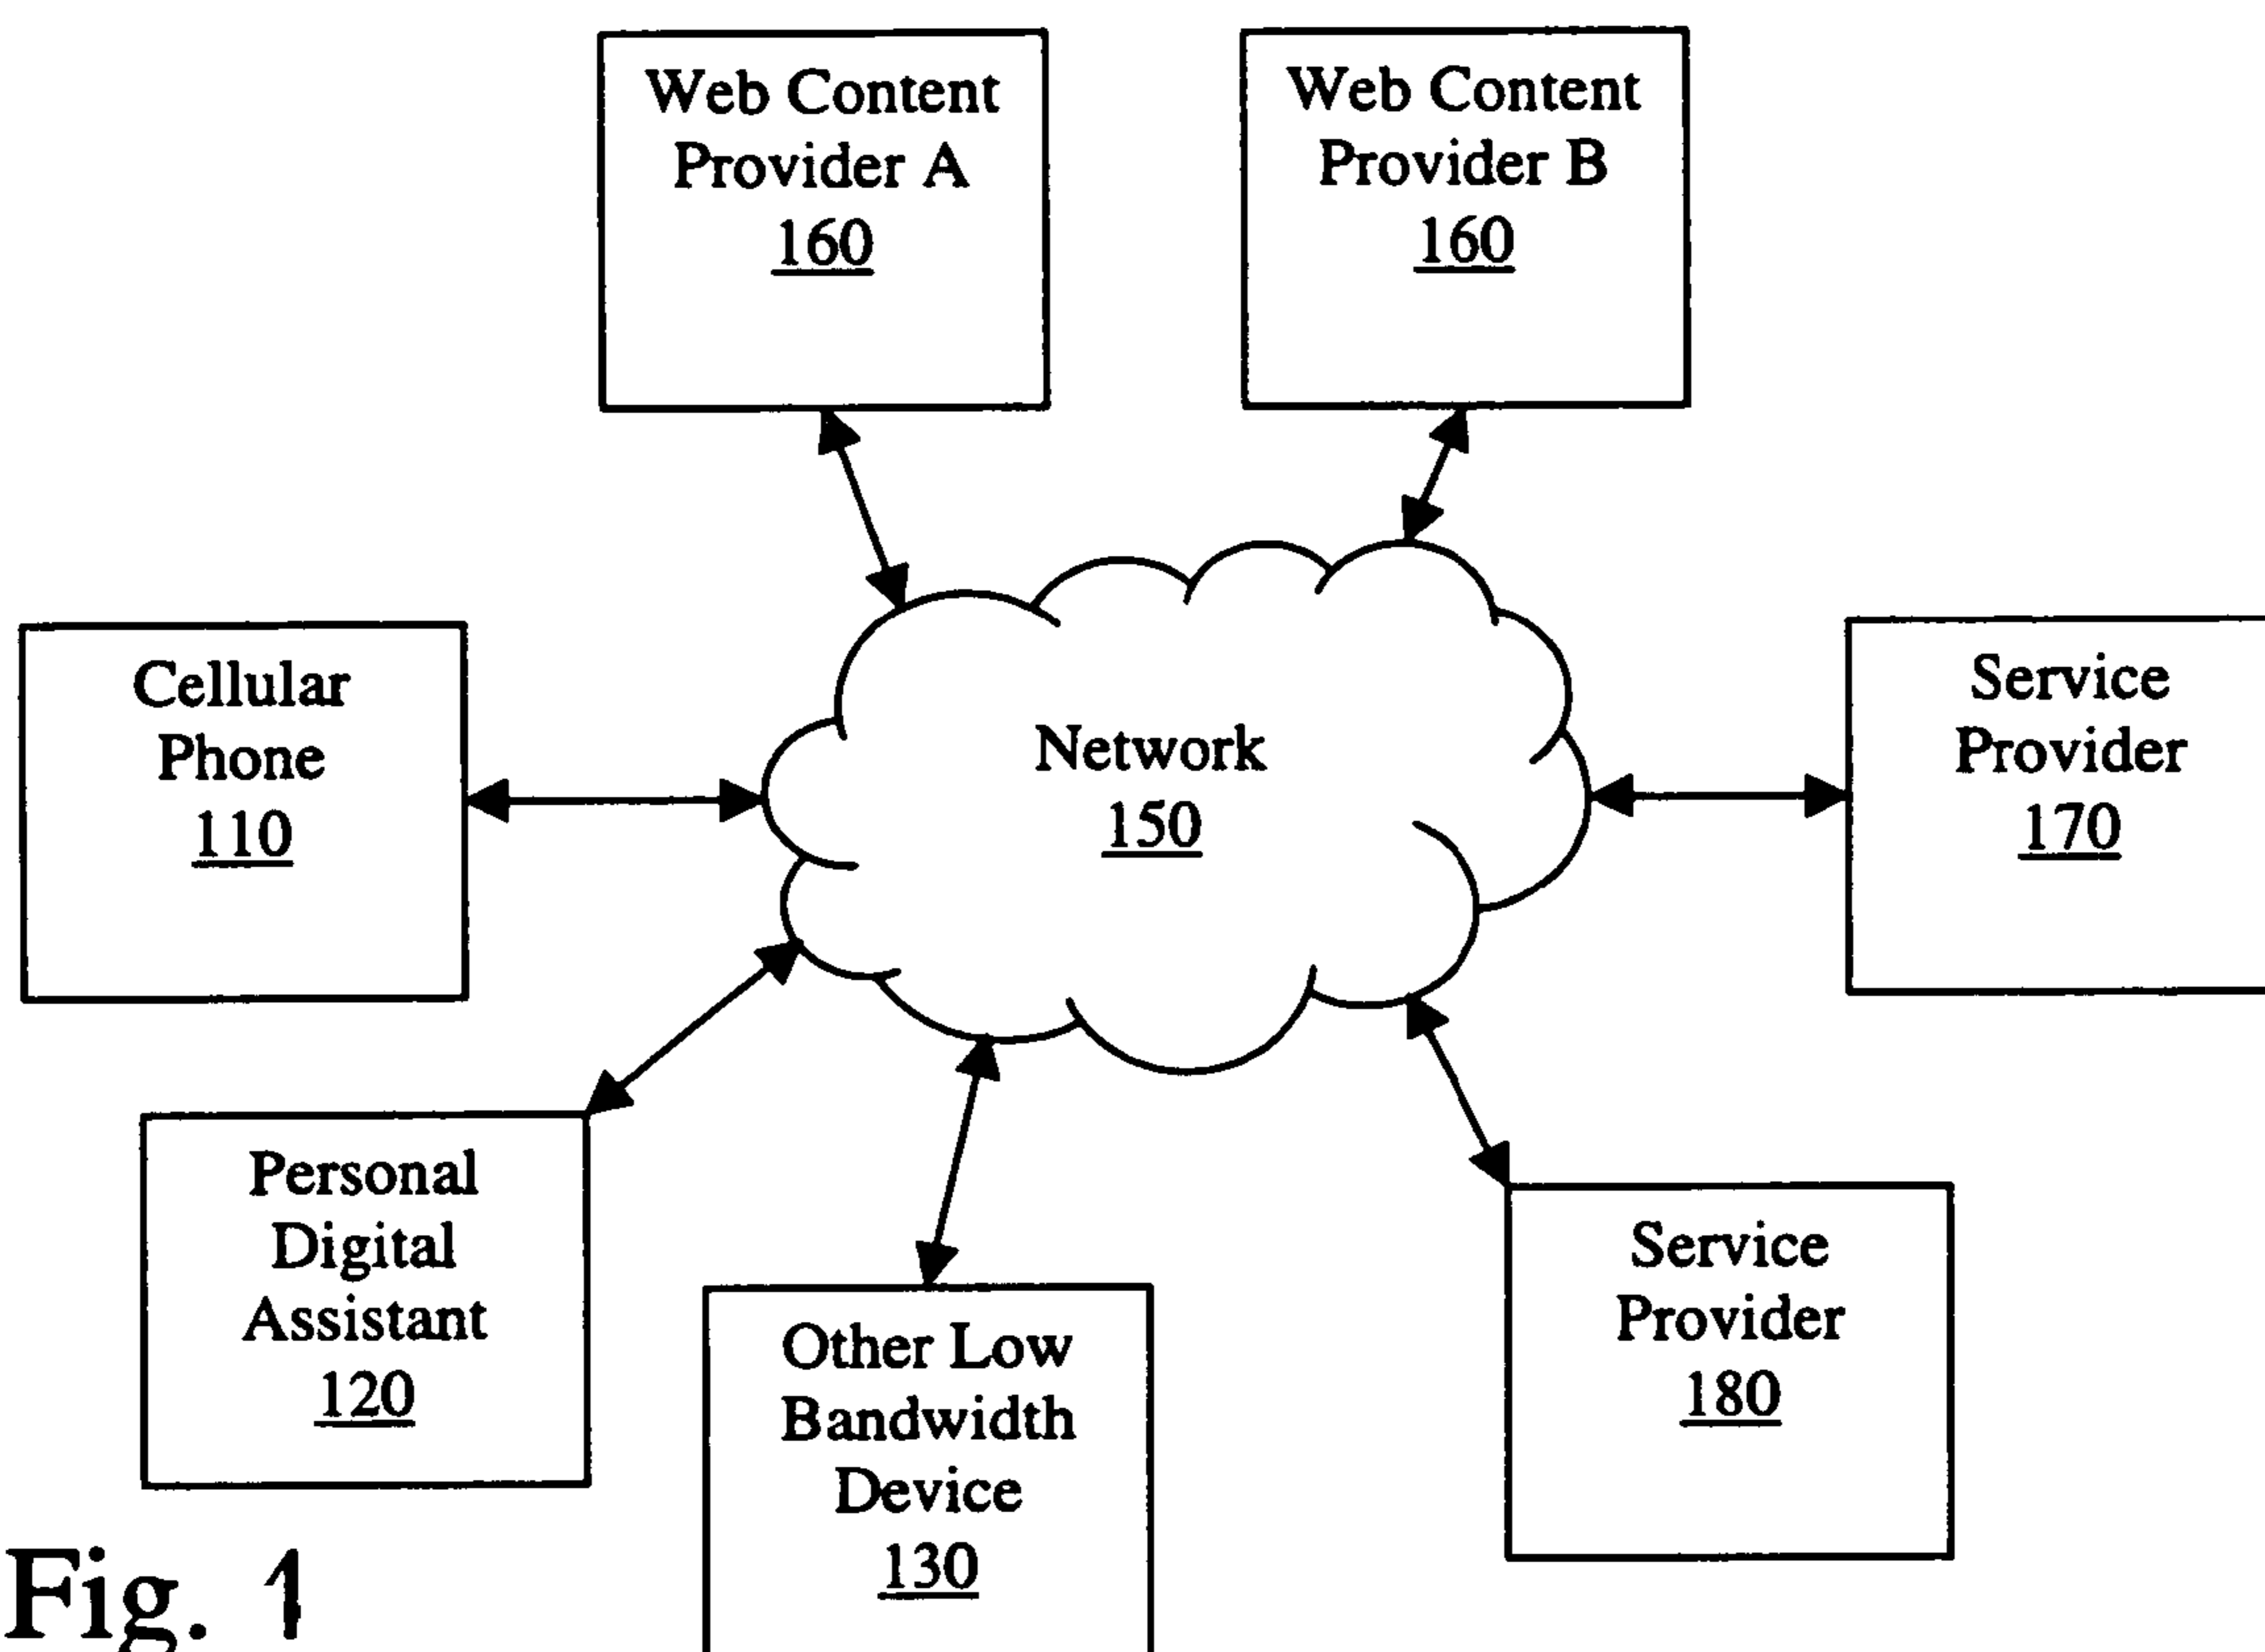 Web Content
Provider A
160
Web Content
Provider B
160
Cellular
Phone
110
Network
150
Service
Provider
170
Personal
Digital
Assistant
120
Other Low
Bandwidth
Device
130
Service
Provider
180
Fig. 1